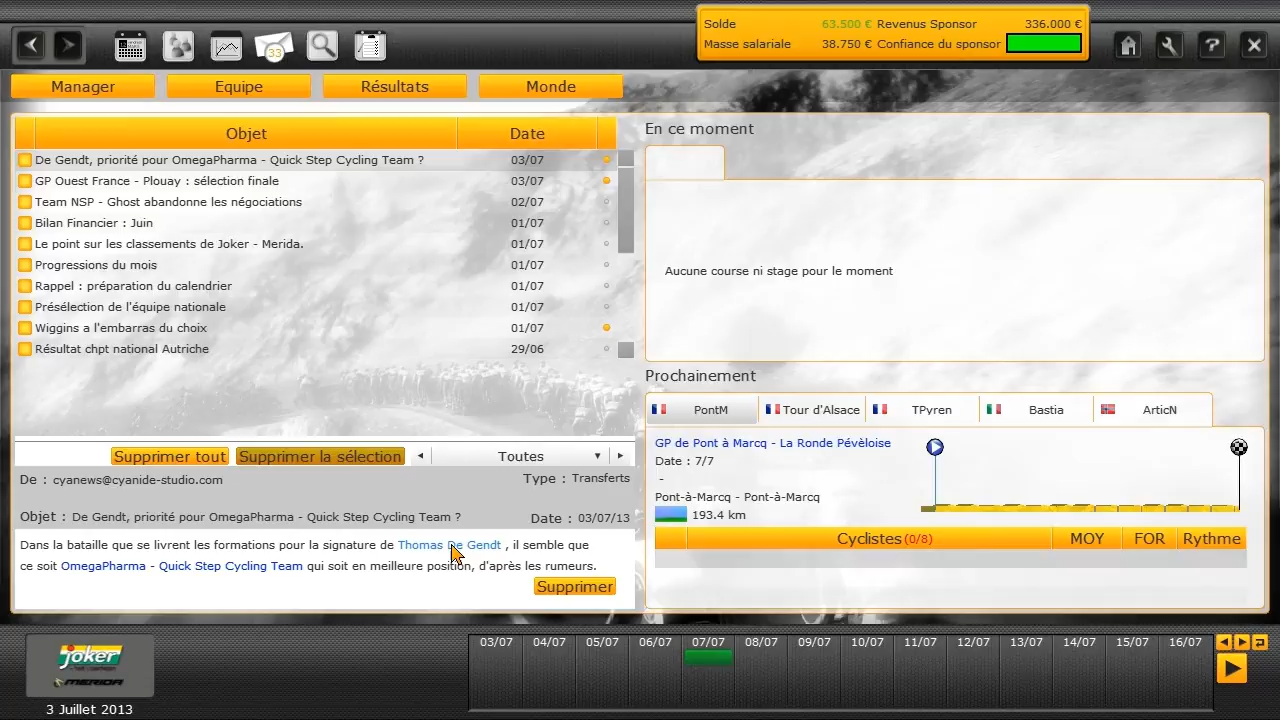 Solde 63.500 € Revenus Sponsor 336.000 €
Masse salariale 38.750 € Confiance du sponsor
33
Manager Equipe Résultats Monde
Objet Date
De Gendt, priorité pour OmegaPharma - Quick Step Cycling Team ? 03/07
GP Ouest France - Plouay : sélection finale 03/07
Team NSP - Ghost abandonne les négociations 02/07
Bilan Financier : Juin 01/07
Le point sur les classements de Joker - Merida. 01/07
Progressions du mois 01/07
Rappel : préparation du calendrier 01/07
Présélection de l'équipe nationale 01/07
Wiggins a l'embarras du choix 01/07
Résultat chpt national Autriche 29/06
Supprimer tout Supprimer la sélection Toutes
De : cyanews@cyanide-studio.com Type : Transferts
Objet : De Gendt, priorité pour OmegaPharma - Quick Step Cycling Team ? Date : 03/07/13
Dans la bataille que se livrent les formations pour la signature de Thomas De Gendt , il semble que
ce soit OmegaPharma - Quick Step Cycling Team qui soit en meilleure position, d'après les rumeurs.
Supprimer
En ce moment
Aucune course ni stage pour le moment
Prochainement
PontM Tour d'Alsace TPyren Bastia ArticN
GP de Pont à Marcq - La Ronde Pévèloise
Date : 7/7
-
Pont-à-Marcq - Pont-à-Marcq
193.4 km
Cyclistes (0/8) MOY FOR Rythme
joker
MERIDA
3 Juillet 2013
03/07 04/07 05/07 06/07 07/07 08/07 09/07 10/07 11/07 12/07 13/07 14/07 15/07 16/07